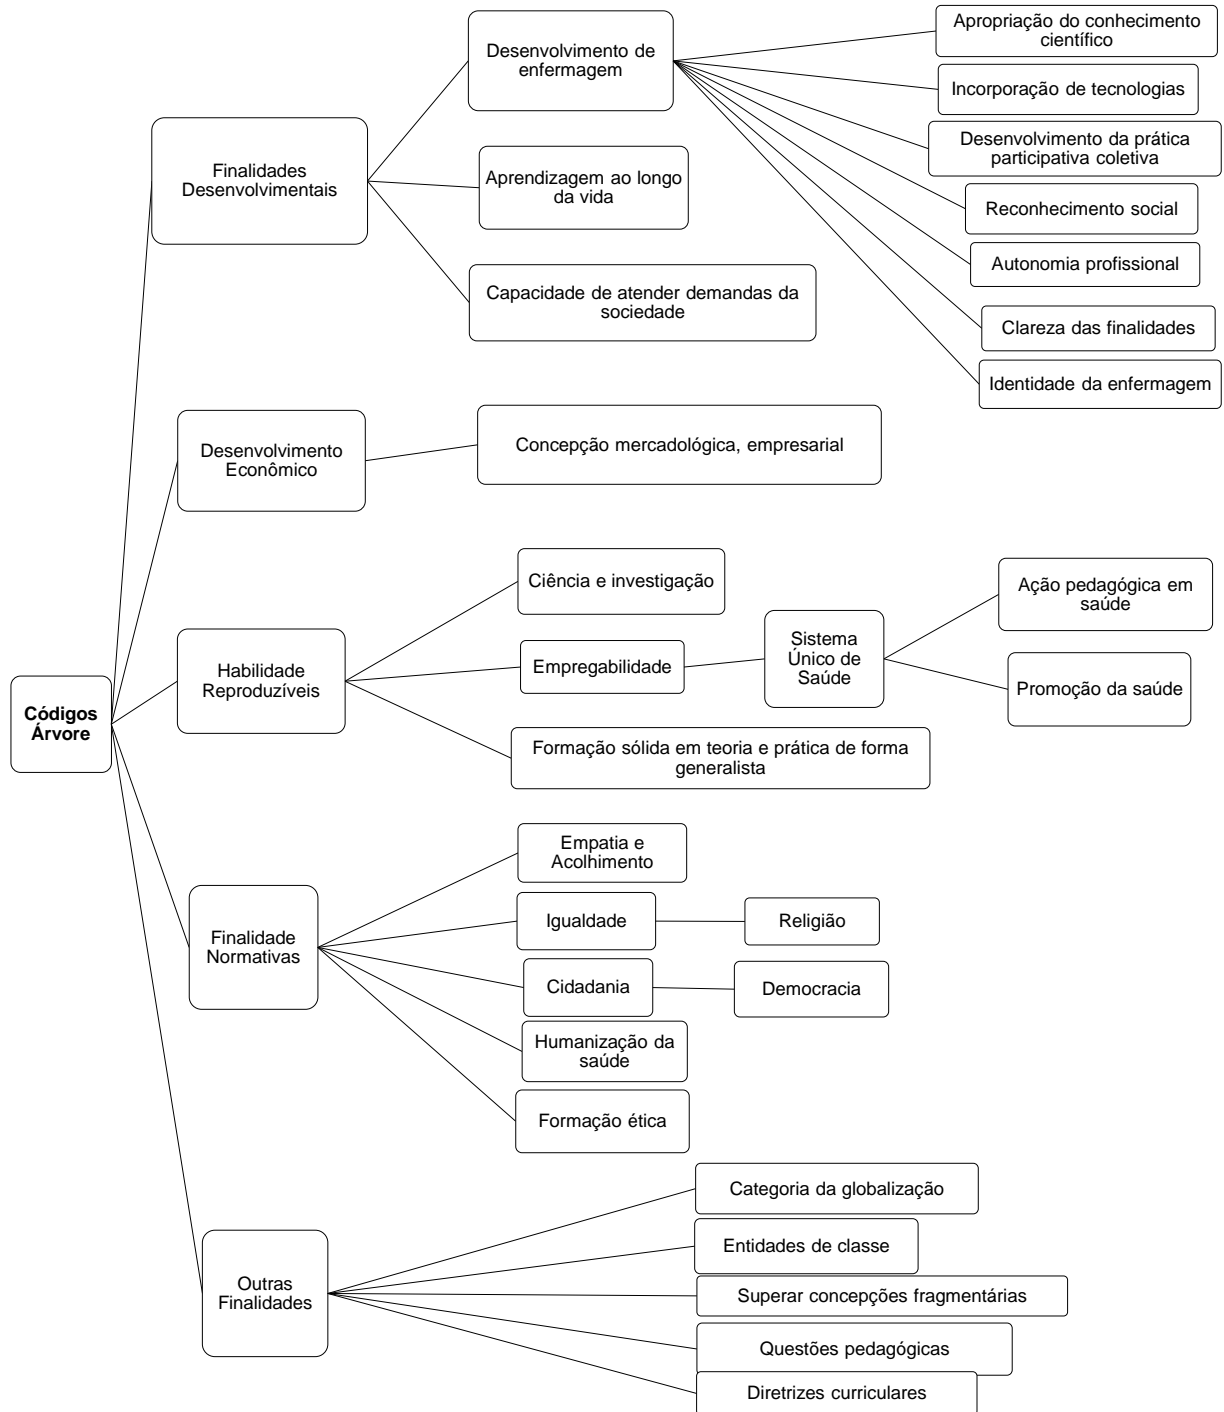 Códigos
Árvore
Finalidades
Desenvolvimentais
Desenvolvimento de
enfermagem
Apropriação do conhecimento
científico
Incorporação de tecnologias
Desenvolvimento da prática
participativa coletiva
Reconhecimento social
Autonomia profissional
Clareza das finalidades
Identidade da enfermagem
Aprendizagem ao longo
da vida
Capacidade de atender demandas da
sociedade
Desenvolvimento
Econômico
Concepção mercadológica, empresarial
Habilidade
Reproduzíveis
Ciência e investigação
Empregabilidade
Sistema
Único de
Saúde
Ação pedagógica em
saúde
Promoção da saúde
Formação sólida em teoria e prática de forma
generalista
Finalidade
Normativas
Empatia e
Acolhimento
Igualdade
Religião
Cidadania
Democracia
Humanização da
saúde
Formação ética
Outras
Finalidades
Categoria da globalização
Entidades de classe
Superar concepções fragmentárias
Questões pedagógicas
Diretrizes curriculares